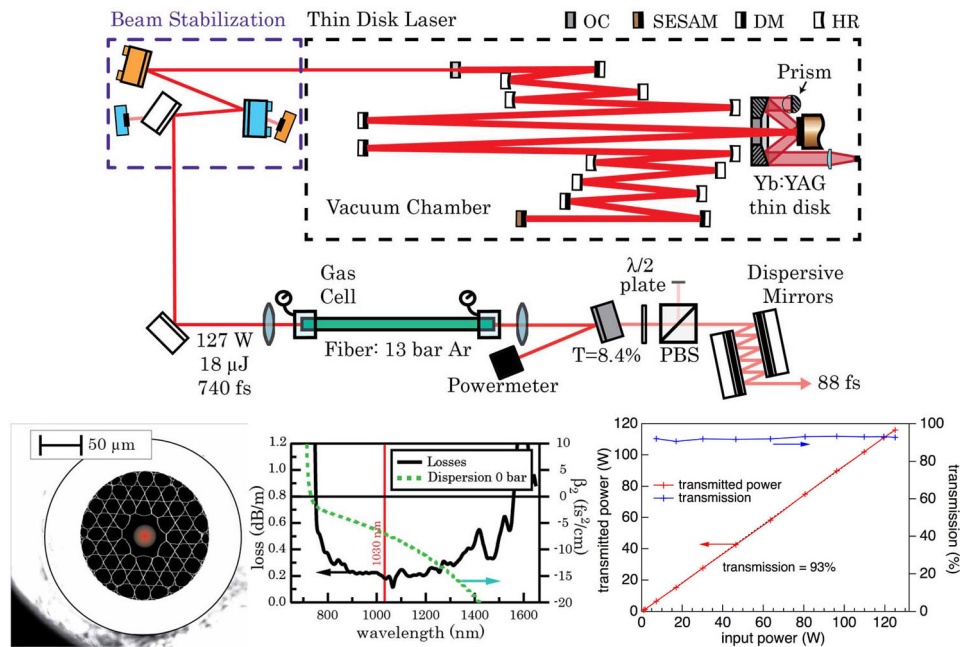 Beam Stabilization
Thin Disk Laser
OC
SESAM
DM
HR
Prism
Yb:YAG
thin disk
Vacuum Chamber
Gas
Cell
λ/2
plate
Dispersive
Mirrors
127 W
18 μJ
740 fs
Fiber: 13 bar Ar
Powermeter
T=8.4%
PBS
88 fs
50 μm
1.2
1.0
0.8
0.6
0.4
0.2
0.0
loss (dB/m)
Losses
Dispersion 0 bar
1030 nm
10
5
0
-5
-10
-15
-20
β₂ (fs²/cm)
800 1000 1200 1400 1600
wavelength (nm)
120
100
80
60
40
20
0
transmitted power (W)
transmitted power
transmission
transmission = 93%
100
80
60
40
20
0
transmission (%)
0 20 40 60 80 100 120
input power (W)